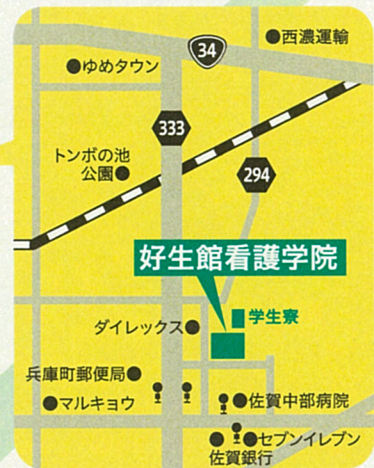 34
西濃運輸
ゆめタウン
333
トンボの池
公園
294
好生館看護学院
学生寮
ダイレックス
兵庫町郵便局
マルキョウ
佐賀中部病院
セブンイレブン
佐賀銀行